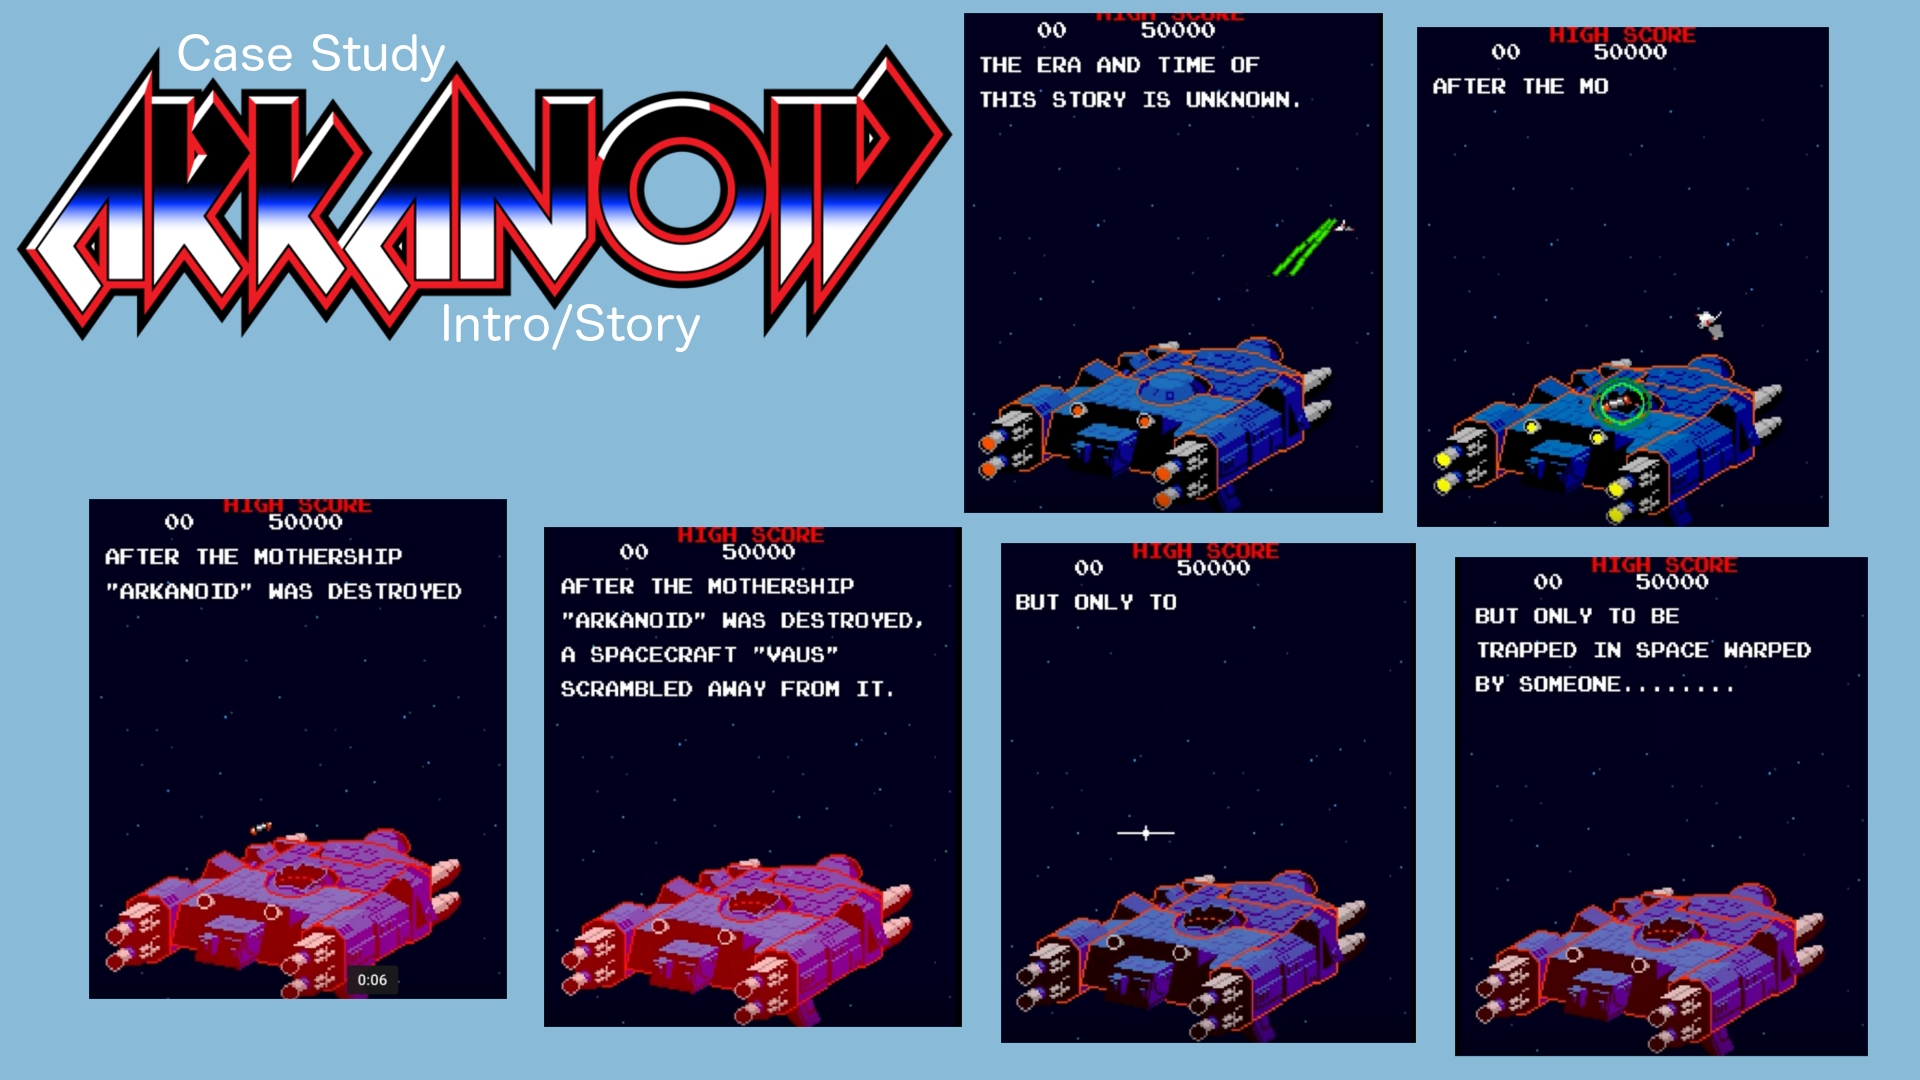 Case Study
ARKANOID
Intro/Story
HIGH SCORE
00 50000
THE ERA AND TIME OF
THIS STORY IS UNKNOWN.
HIGH SCORE
00 50000
AFTER THE MO
HIGH SCORE
00 50000
AFTER THE MOTHERSHIP
"ARKANOID" WAS DESTROYED
0:06
HIGH SCORE
00 50000
AFTER THE MOTHERSHIP
"ARKANOID" WAS DESTROYED,
A SPACECRAFT "VAUS"
SCRAMBLED AWAY FROM IT.
HIGH SCORE
00 50000
BUT ONLY TO
HIGH SCORE
00 50000
BUT ONLY TO BE
TRAPPED IN SPACE WARPED
BY SOMEONE........